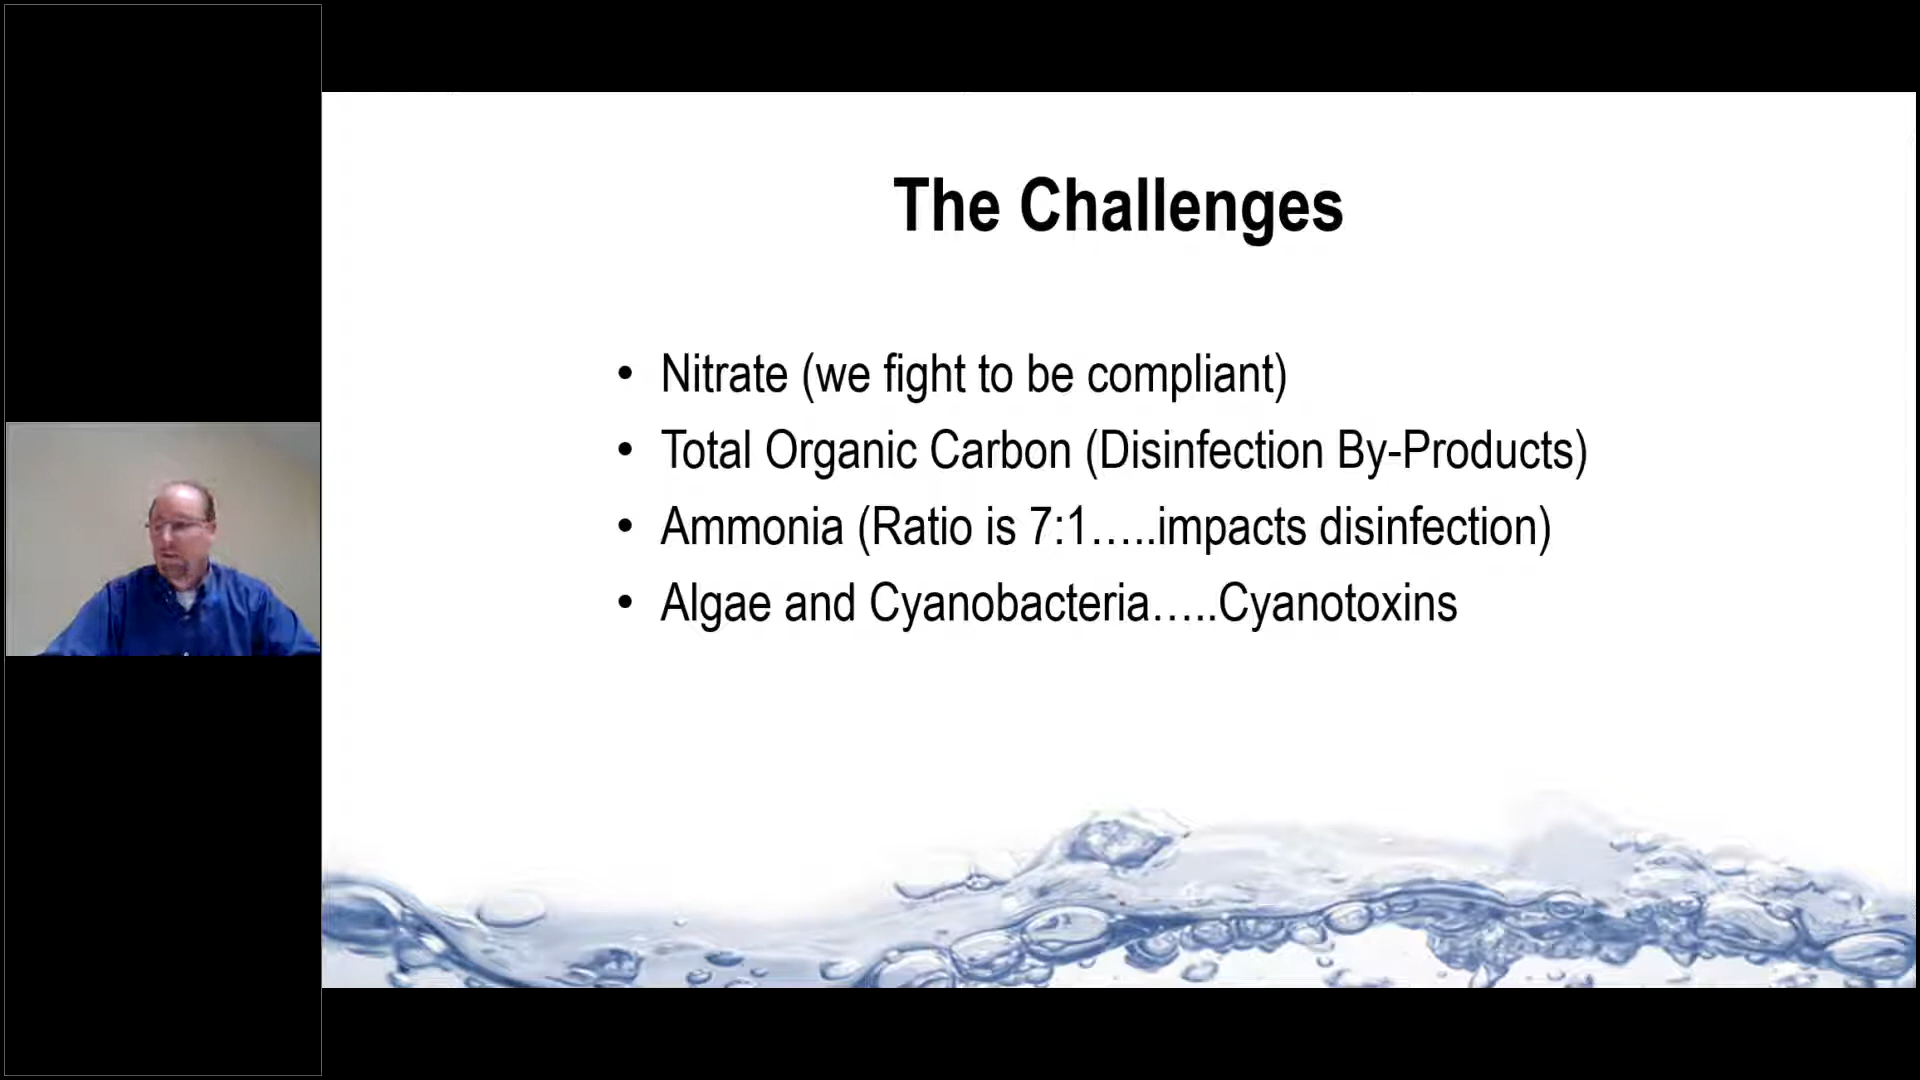 The Challenges
• Nitrate (we fight to be compliant)
• Total Organic Carbon (Disinfection By-Products)
• Ammonia (Ratio is 7:1…..impacts disinfection)
• Algae and Cyanobacteria…..Cyanotoxins